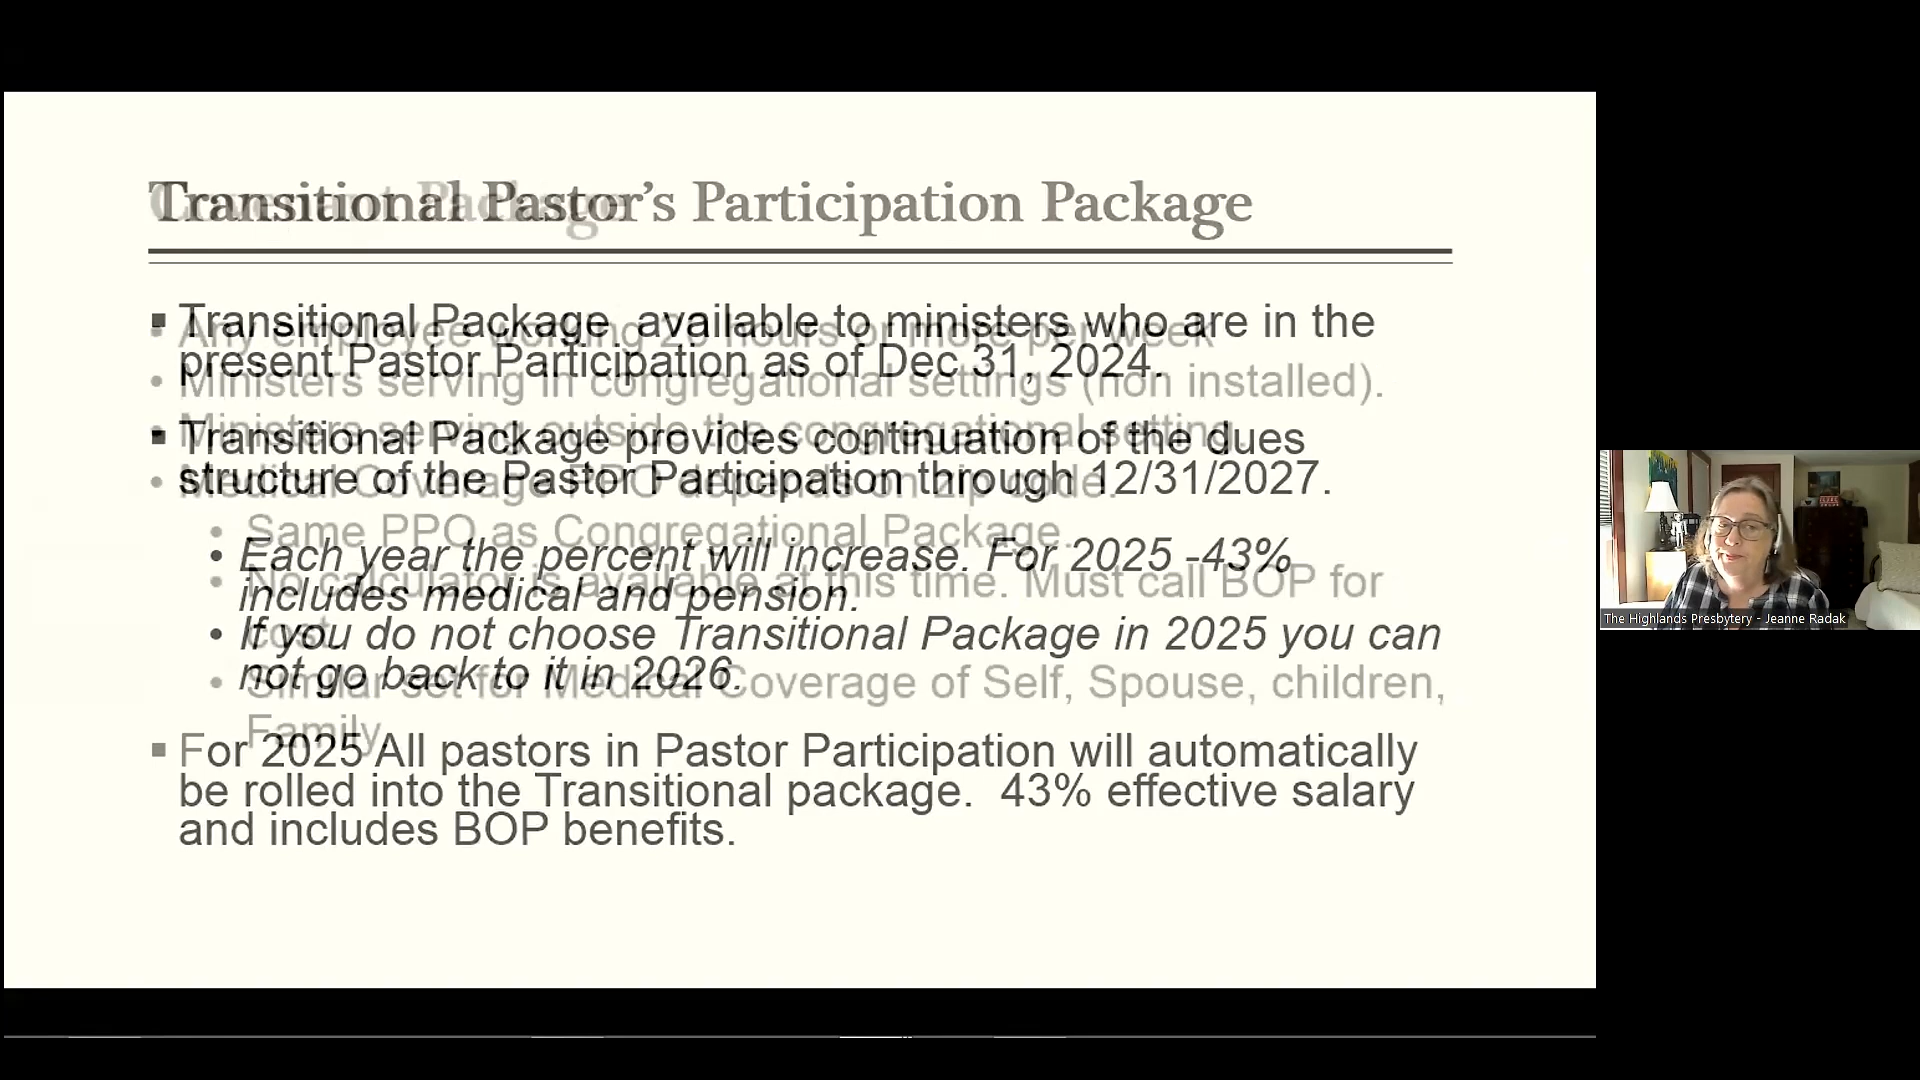 Transitional Pastor's Participation Package
Package
▪ Transitional Package  available to ministers who are in the
present Pastor Participation as of Dec 31, 2024.
• Any employee working 20 hours or more per week
• Ministers serving in congregational settings (non installed).
▪ Transitional Package provides continuation of the dues
structure of the Pastor Participation through 12/31/2027.
• Ministers serving outside the congregational setting.
• Medical Coverage PPO depends on zip code.
• Same PPO as Congregational Package.
• Each year the percent will increase. For 2025 -43%
includes medical and pension.
• No calculator is available at this time. Must call BOP for
cost
• If you do not choose Transitional Package in 2025 you can
not go back to it in 2026.
• Similar set for Medical Coverage of Self, Spouse, children,
Family.
▪ For 2025 All pastors in Pastor Participation will automatically
be rolled into the Transitional package.  43% effective salary
and includes BOP benefits.
The Highlands Presbytery - Jeanne Radak